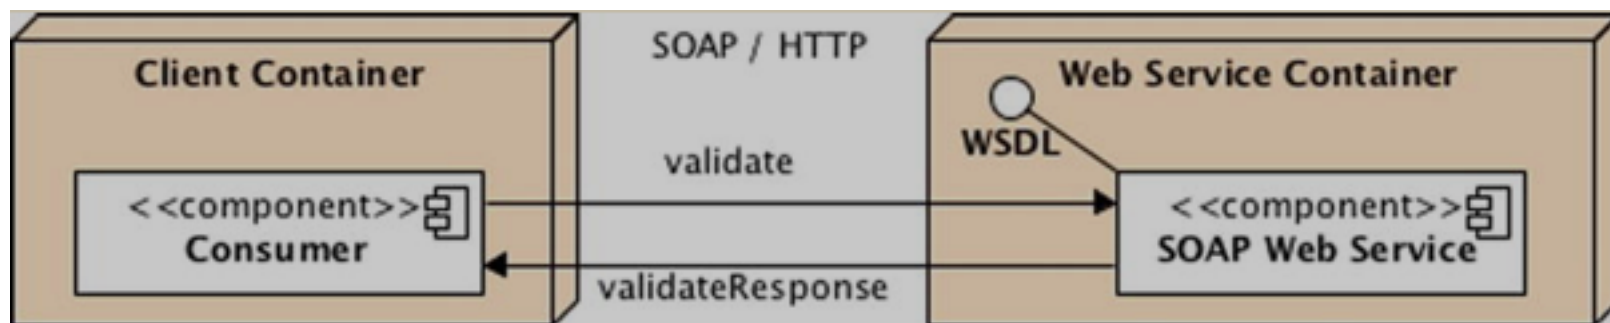 Client Container
SOAP / HTTP
Web Service Container
WSDL
validate
<<component>>
Consumer
<<component>>
SOAP Web Service
validateResponse